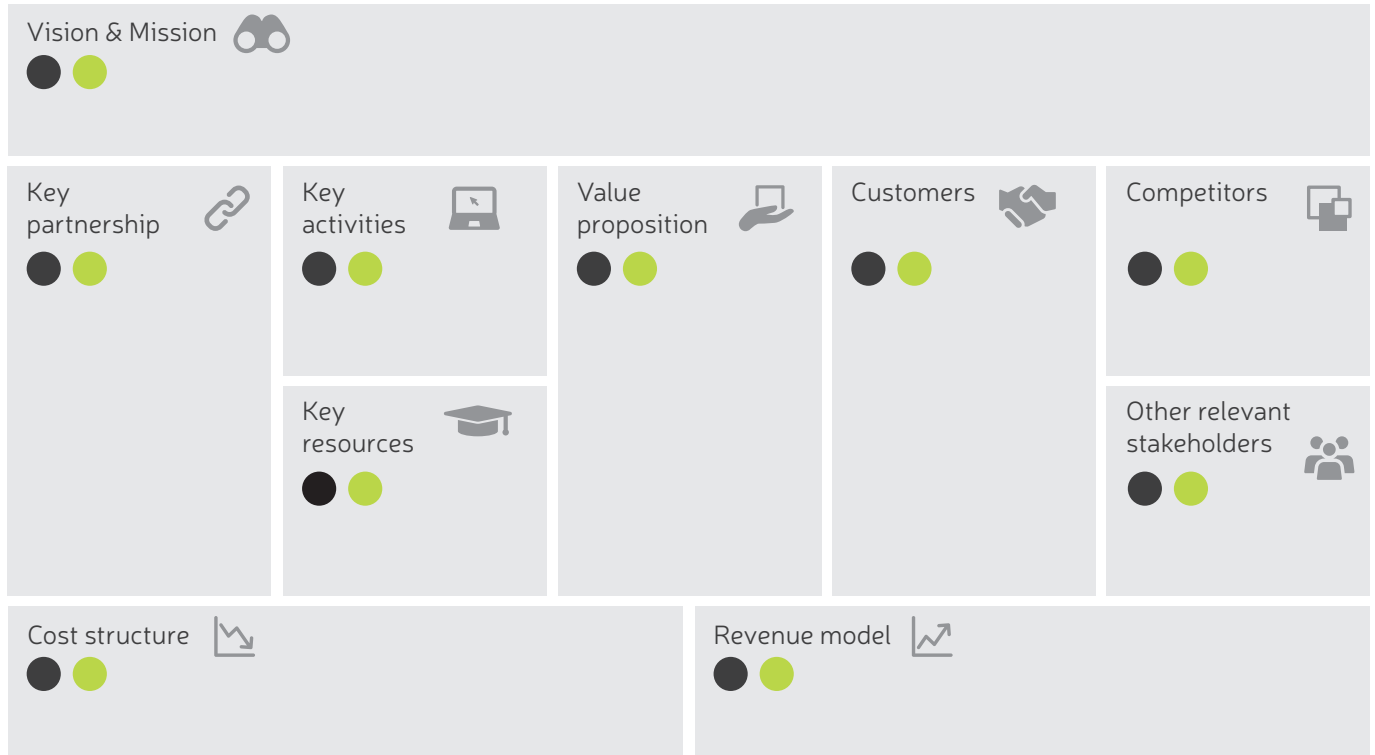 Vision & Mission
Key
partnership
Key
activities
Value
proposition
Customers
Competitors
Key
resources
Other relevant
stakeholders
Cost structure
Revenue model